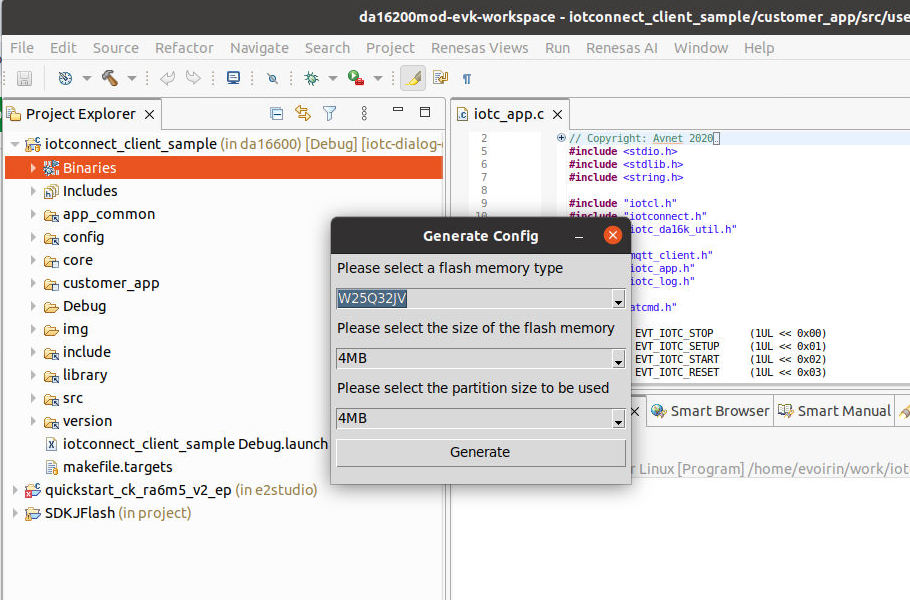 da16200mod-evk-workspace - iotconnect_client_sample/customer_app/src/use
File Edit Source Refactor Navigate Search Project Renesas Views Run Renesas AI Window Help
Project Explorer
iotconnect_client_sample (in da16600) [Debug] [iotc-dialog-
Binaries
Includes
app_common
config
core
customer_app
Debug
img
include
library
src
version
iotconnect_client_sample Debug.launch
makefile.targets
quickstart_ck_ra6m5_v2_ep (in e2studio)
SDKJFlash (in project)
iotc_app.c
2 // Copyright: Avnet 2020
5 #include <stdio.h>
6 #include <stdlib.h>
7 #include <string.h>
8
9 #include "iotcl.h"
10 #include "iotconnect.h"
iotc_da16k_util.h"
mqtt_client.h"
iotc_app.h"
iotc_log.h"
atcmd.h"
EVT_IOTC_STOP (1UL << 0x00)
EVT_IOTC_SETUP (1UL << 0x01)
EVT_IOTC_START (1UL << 0x02)
EVT_IOTC_RESET (1UL << 0x03)
Generate Config
Please select a flash memory type
W25Q32JV
Please select the size of the flash memory
4MB
Please select the partition size to be used
4MB
Generate
Smart Browser
Smart Manual
r Linux [Program] /home/evoirin/work/iot